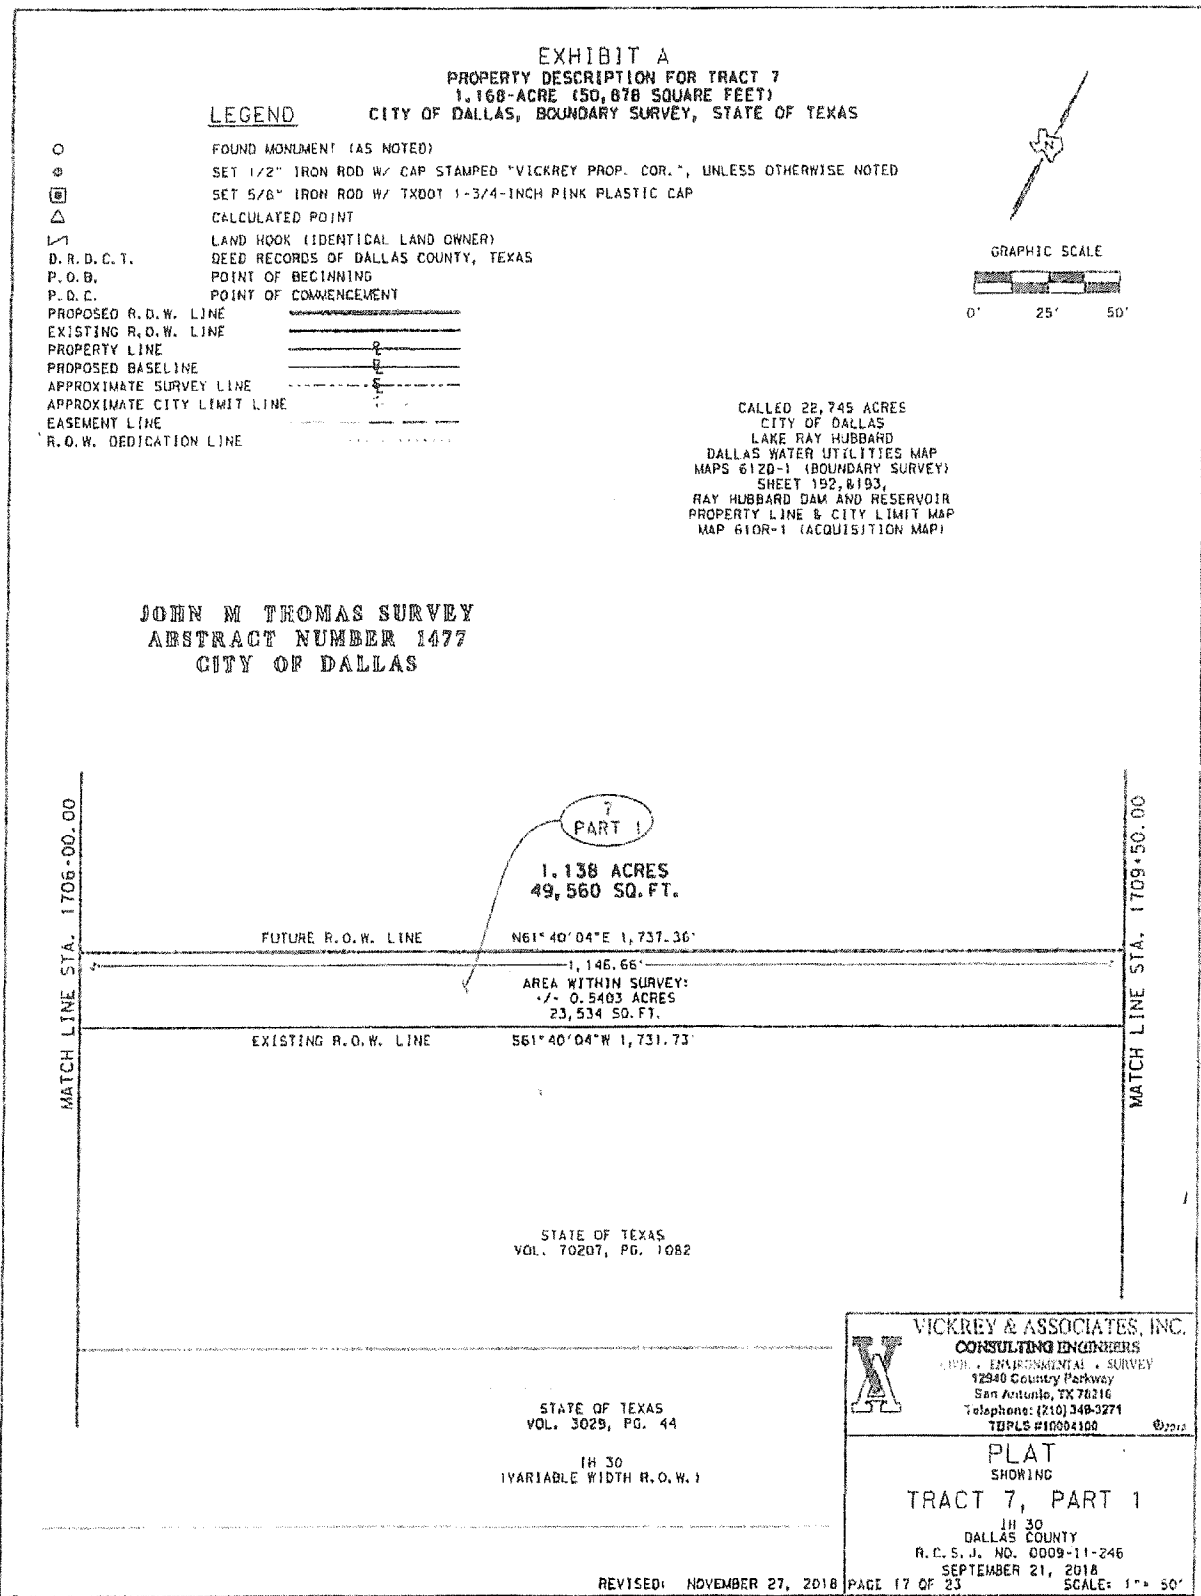 EXHIBIT A
PROPERTY DESCRIPTION FOR TRACT 7
1.168-ACRE (50,878 SQUARE FEET)
CITY OF DALLAS, BOUNDARY SURVEY, STATE OF TEXAS
LEGEND
FOUND MONUMENT (AS NOTED)
SET 1/2" IRON ROD W/ CAP STAMPED "VICKREY PROP. COR.", UNLESS OTHERWISE NOTED
SET 5/8" IRON ROD W/ TXDOT 1-3/4-INCH PINK PLASTIC CAP
CALCULATED POINT
LAND HOOK (IDENTICAL LAND OWNER)
D.R.D.C.T. DEED RECORDS OF DALLAS COUNTY, TEXAS
P.O.B. POINT OF BEGINNING
P.O.C. POINT OF COMMENCEMENT
PROPOSED R.O.W. LINE
EXISTING R.O.W. LINE
PROPERTY LINE
PROPOSED BASELINE
APPROXIMATE SURVEY LINE
APPROXIMATE CITY LIMIT LINE
EASEMENT LINE
R.O.W. DEDICATION LINE
N
GRAPHIC SCALE
0' 25' 50'
CALLED 22,745 ACRES
CITY OF DALLAS
LAKE RAY HUBBARD
DALLAS WATER UTILITIES MAP
MAPS 612D-1 (BOUNDARY SURVEY)
SHEET 192,&193,
RAY HUBBARD DAM AND RESERVOIR
PROPERTY LINE & CITY LIMIT MAP
MAP 610R-1 (ACQUISITION MAP)
JOHN M THOMAS SURVEY
ABSTRACT NUMBER 1477
CITY OF DALLAS
MATCH LINE STA. 1706+00.00
7
PART 1
1.138 ACRES
49,560 SQ.FT.
FUTURE R.O.W. LINE N61°40'04"E 1,737.36'
1,146.66'
AREA WITHIN SURVEY:
+/- 0.5403 ACRES
23,534 SQ.FT.
EXISTING R.O.W. LINE S61°40'04"W 1,731.73'
MATCH LINE STA. 1709+50.00
STATE OF TEXAS
VOL. 70207, PG. 1082
STATE OF TEXAS
VOL. 3029, PG. 44
IH 30
(VARIABLE WIDTH R.O.W.)
VICKREY & ASSOCIATES, INC.
CONSULTING ENGINEERS
CIVIL • ENVIRONMENTAL • SURVEY
12940 Country Parkway
San Antonio, TX 78216
Telephone: (210) 349-3271
TBPLS #10004100
PLAT
SHOWING
TRACT 7, PART 1
IH 30
DALLAS COUNTY
R.C.S.J. NO. 0009-11-246
SEPTEMBER 21, 2018
REVISED: NOVEMBER 27, 2018 PAGE 17 OF 23 SCALE: 1"= 50'